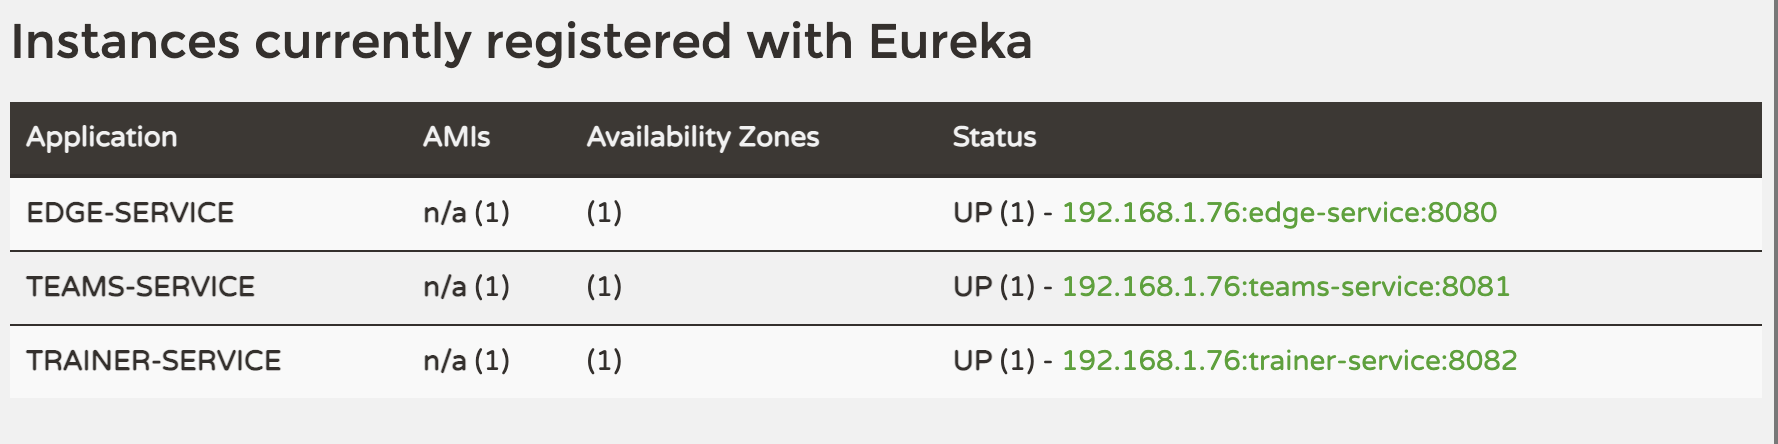 Instances currently registered with Eureka
Application AMIs Availability Zones Status
EDGE-SERVICE n/a (1) (1) UP (1) - 192.168.1.76:edge-service:8080
TEAMS-SERVICE n/a (1) (1) UP (1) - 192.168.1.76:teams-service:8081
TRAINER-SERVICE n/a (1) (1) UP (1) - 192.168.1.76:trainer-service:8082